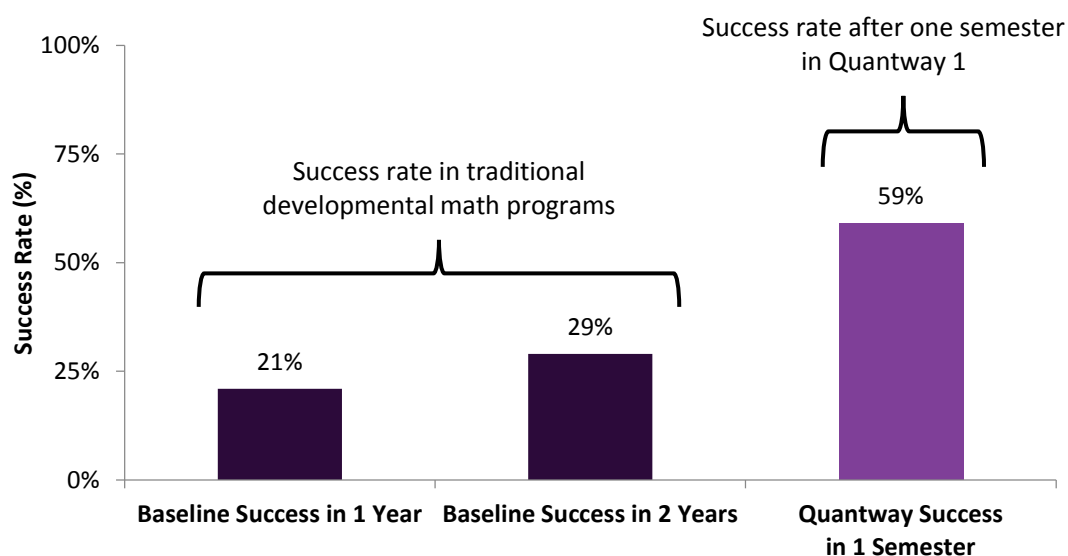 Success rate after one semester
in Quantway 1
100%
75%
50%
25%
0%
Success Rate (%)
Success rate in traditional
developmental math programs
21%
29%
59%
Baseline Success in 1 Year
Baseline Success in 2 Years
Quantway Success
in 1 Semester